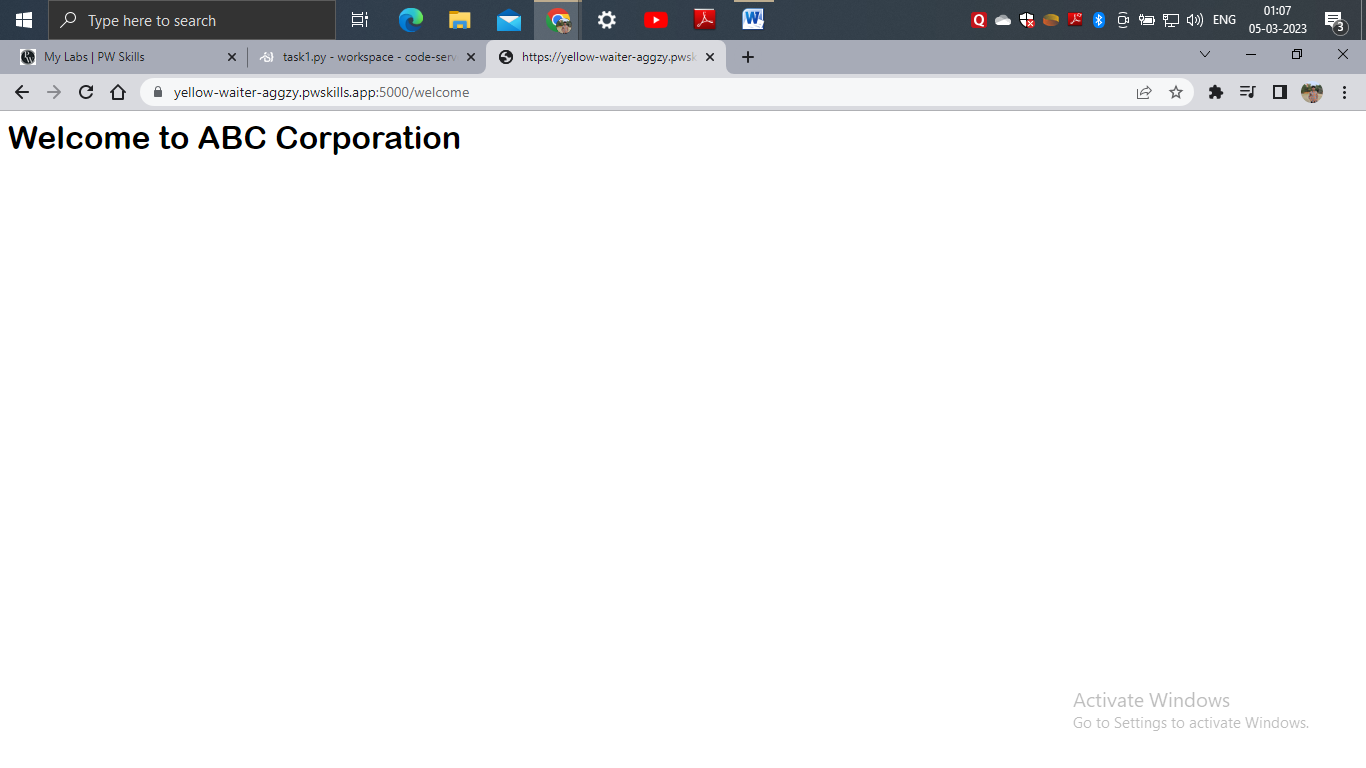 Type here to search
ENG
01:07
05-03-2023
3
My Labs | PW Skills
task1.py - workspace - code-serv
https://yellow-waiter-aggzy.pwsk
yellow-waiter-aggzy.pwskills.app:5000/welcome
Welcome to ABC Corporation
Activate Windows
Go to Settings to activate Windows.